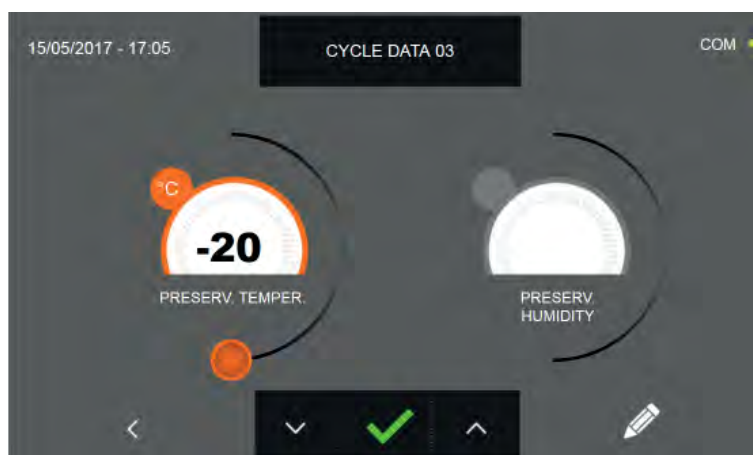 15/05/2017 - 17:05
CYCLE DATA 03
COM
°C
-20
PRESERV. TEMPER.
PRESERV.
HUMIDITY